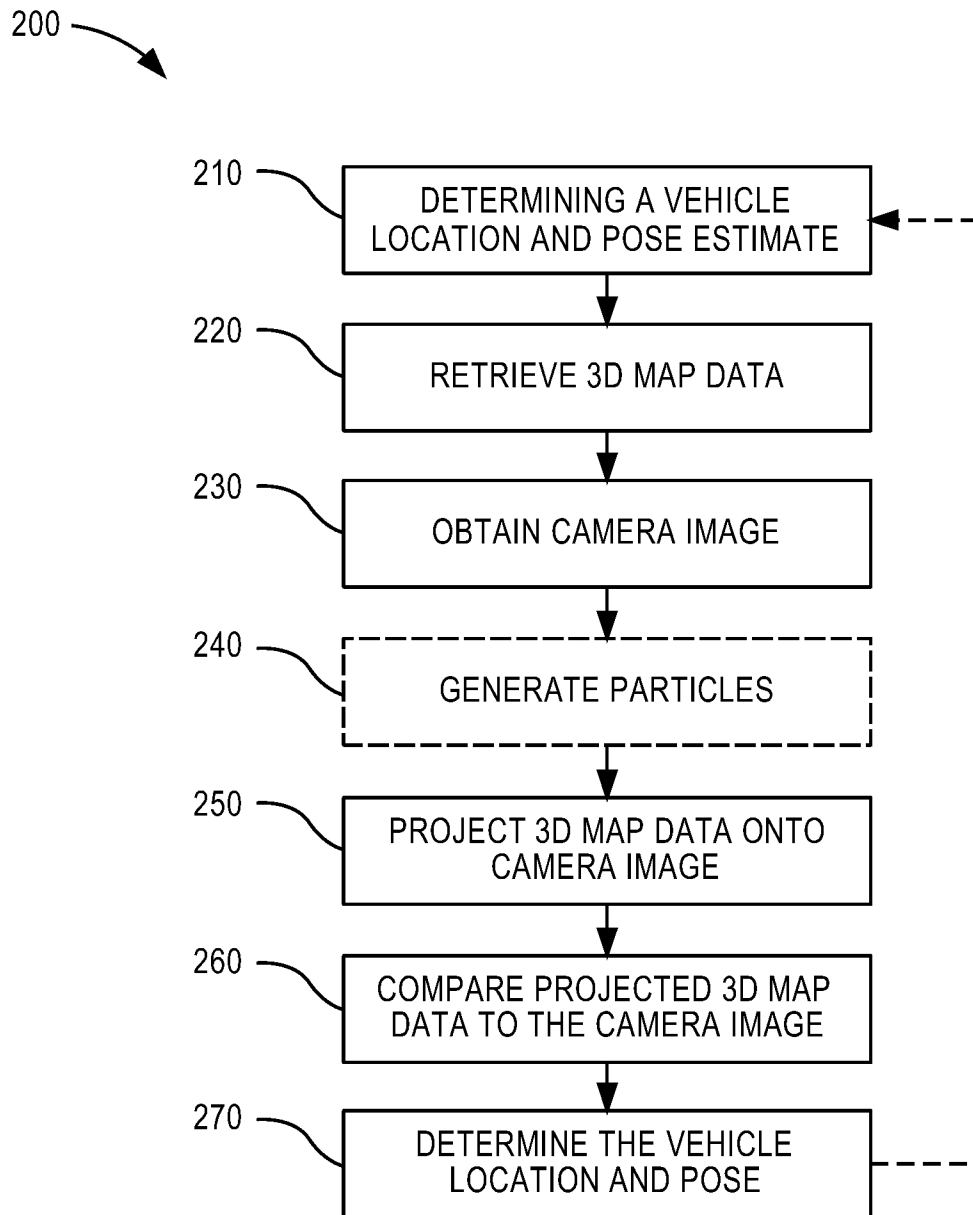 200
210
DETERMINING A VEHICLE
LOCATION AND POSE ESTIMATE
220
RETRIEVE 3D MAP DATA
230
OBTAIN CAMERA IMAGE
240
GENERATE PARTICLES
250
PROJECT 3D MAP DATA ONTO
CAMERA IMAGE
260
COMPARE PROJECTED 3D MAP
DATA TO THE CAMERA IMAGE
270
DETERMINE THE VEHICLE
LOCATION AND POSE